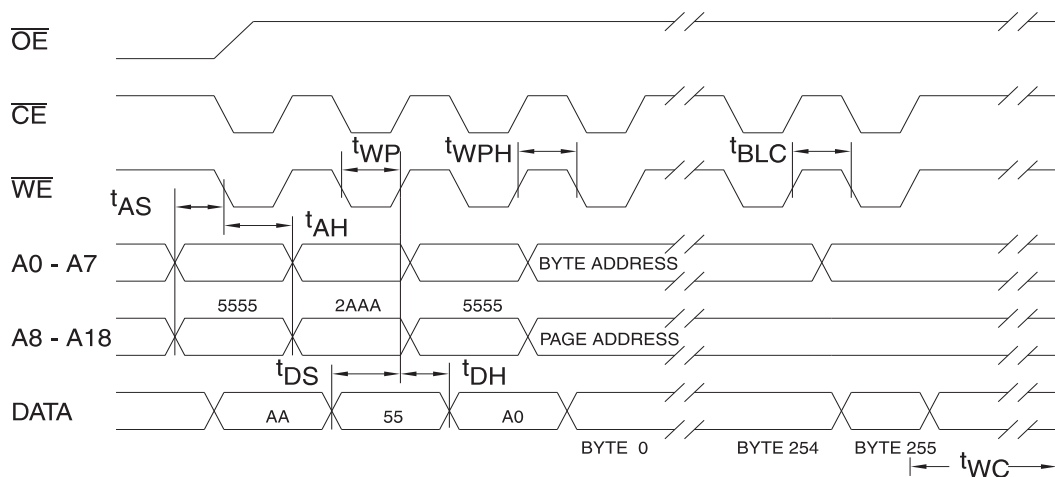 OE
CE
tWP
tWPH
tBLC
WE
tAS
tAH
A0 - A7
BYTE ADDRESS
5555
2AAA
5555
A8 - A18
PAGE ADDRESS
tDS
tDH
DATA
AA
55
A0
BYTE 0
BYTE 254
BYTE 255
tWC